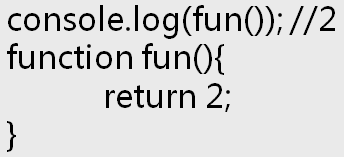 console.log(fun()); //2
function fun(){
        return 2;
}